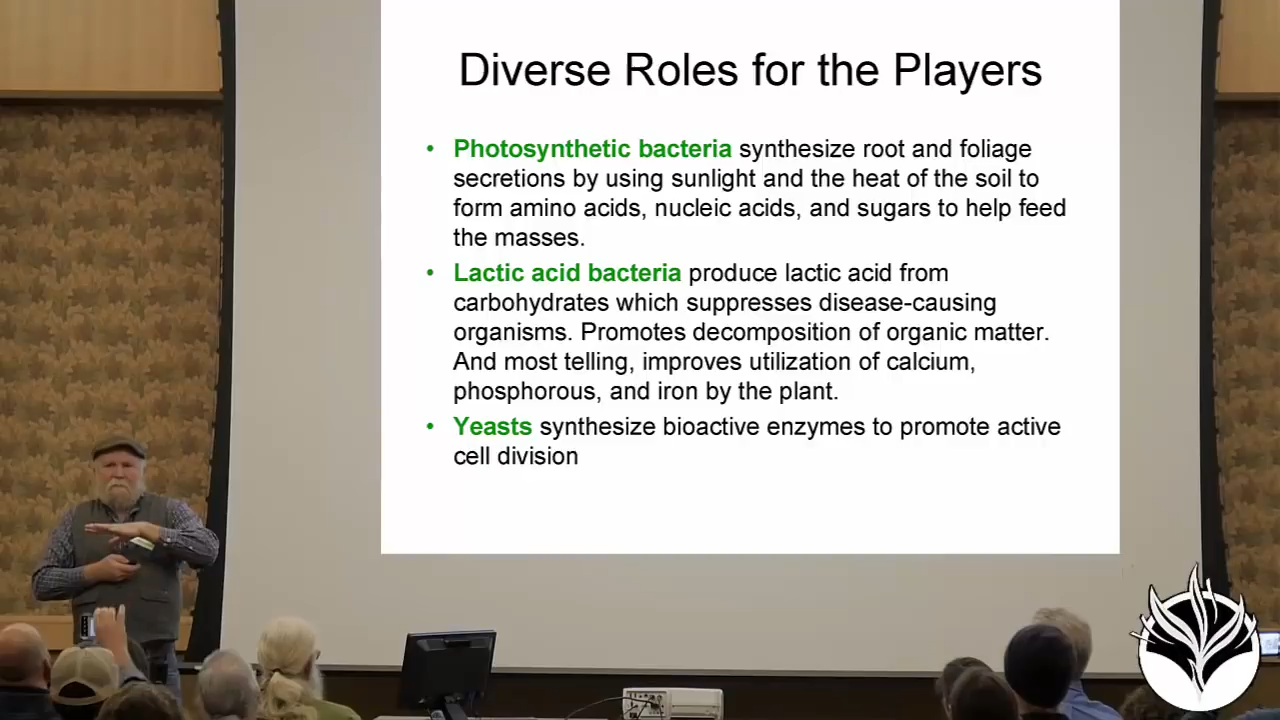 Diverse Roles for the Players
• Photosynthetic bacteria synthesize root and foliage
secretions by using sunlight and the heat of the soil to
form amino acids, nucleic acids, and sugars to help feed
the masses.
• Lactic acid bacteria produce lactic acid from
carbohydrates which suppresses disease-causing
organisms. Promotes decomposition of organic matter.
And most telling, improves utilization of calcium,
phosphorous, and iron by the plant.
• Yeasts synthesize bioactive enzymes to promote active
cell division